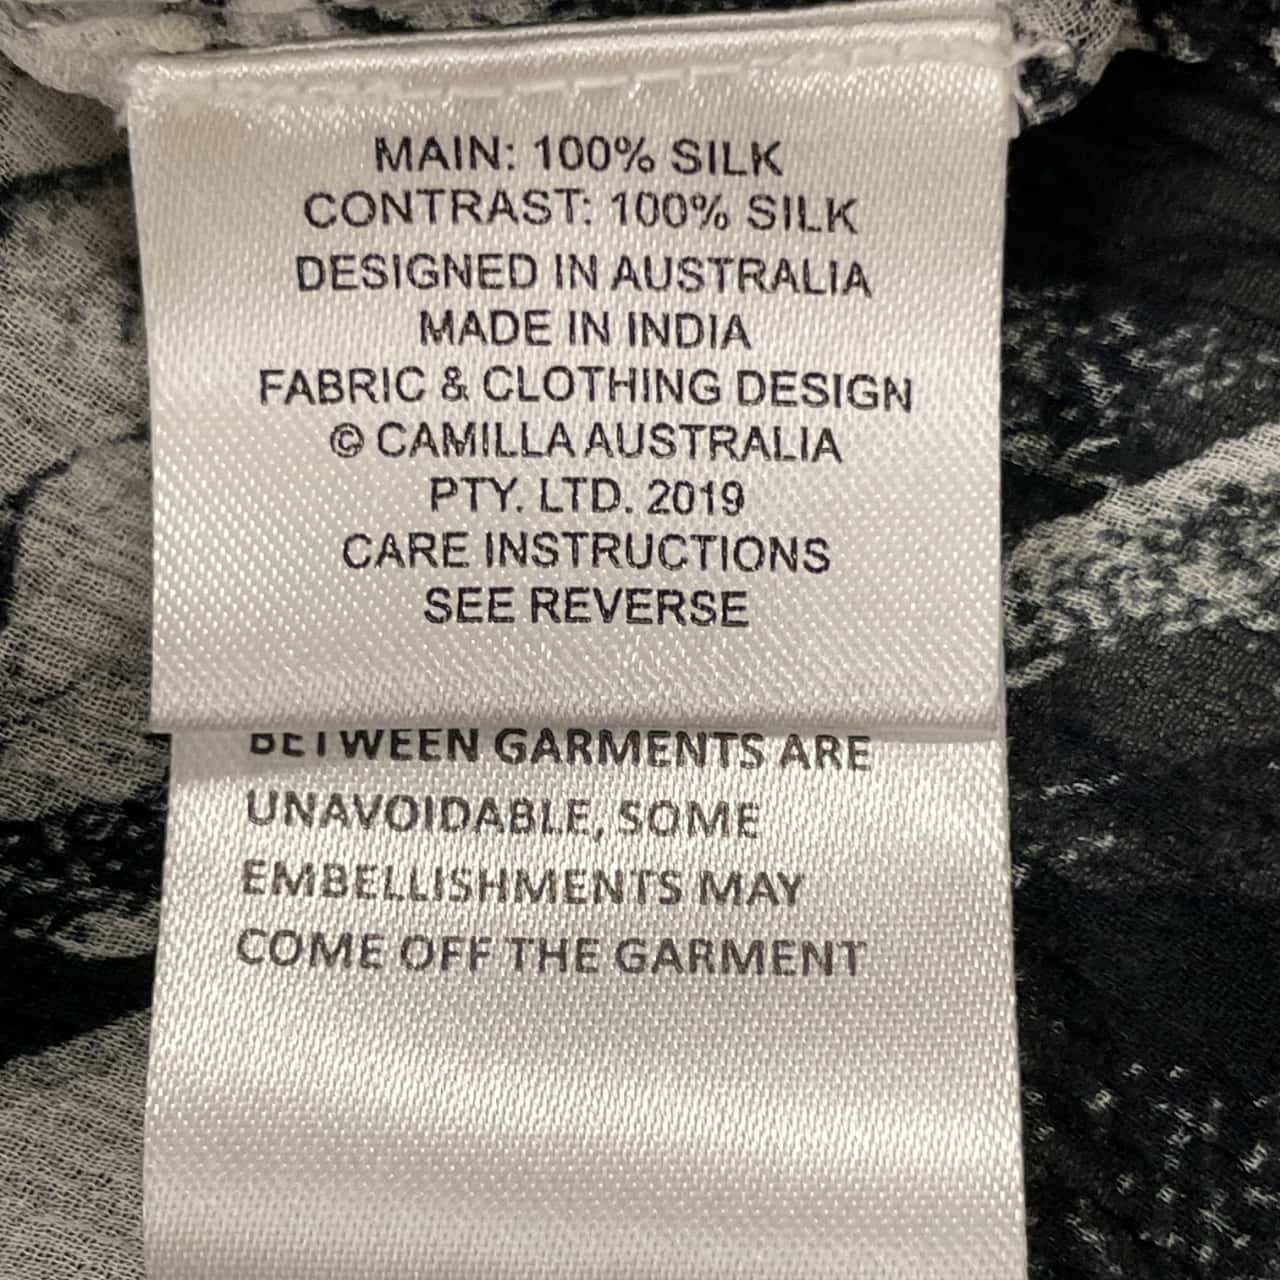 MAIN: 100% SILK
CONTRAST: 100% SILK
DESIGNED IN AUSTRALIA
MADE IN INDIA
FABRIC & CLOTHING DESIGN
© CAMILLA AUSTRALIA
PTY. LTD. 2019
CARE INSTRUCTIONS
SEE REVERSE
BETWEEN GARMENTS ARE
UNAVOIDABLE, SOME
EMBELLISHMENTS MAY
COME OFF THE GARMENT